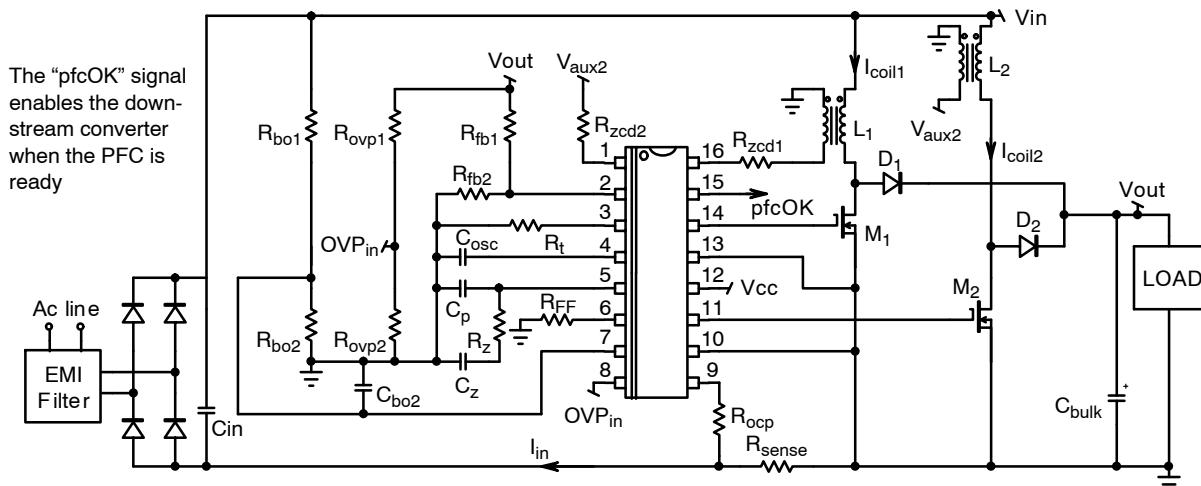 The “pfcOK” signal
enables the down-
stream converter
when the PFC is
ready
Vin
Vout
Vaux2
Icoil1
L2
Rbo1
Rovp1
Rfb1
Rzcd2
L1
Vaux2
Rzcd1
Icoil2
1
16
D1
Rfb2
2
15
pfcOK
Vout
3
14
M1
D2
OVPin
Cosc
Rt
4
13
5
12
Vcc
LOAD
Ac line
Cp
RFF
M2
6
11
Rbo2
Rovp2
Rz
7
10
EMI
Filter
Cbo2
Cz
8
9
OVPin
Rocp
Cbulk
+
Cin
Iin
Rsense